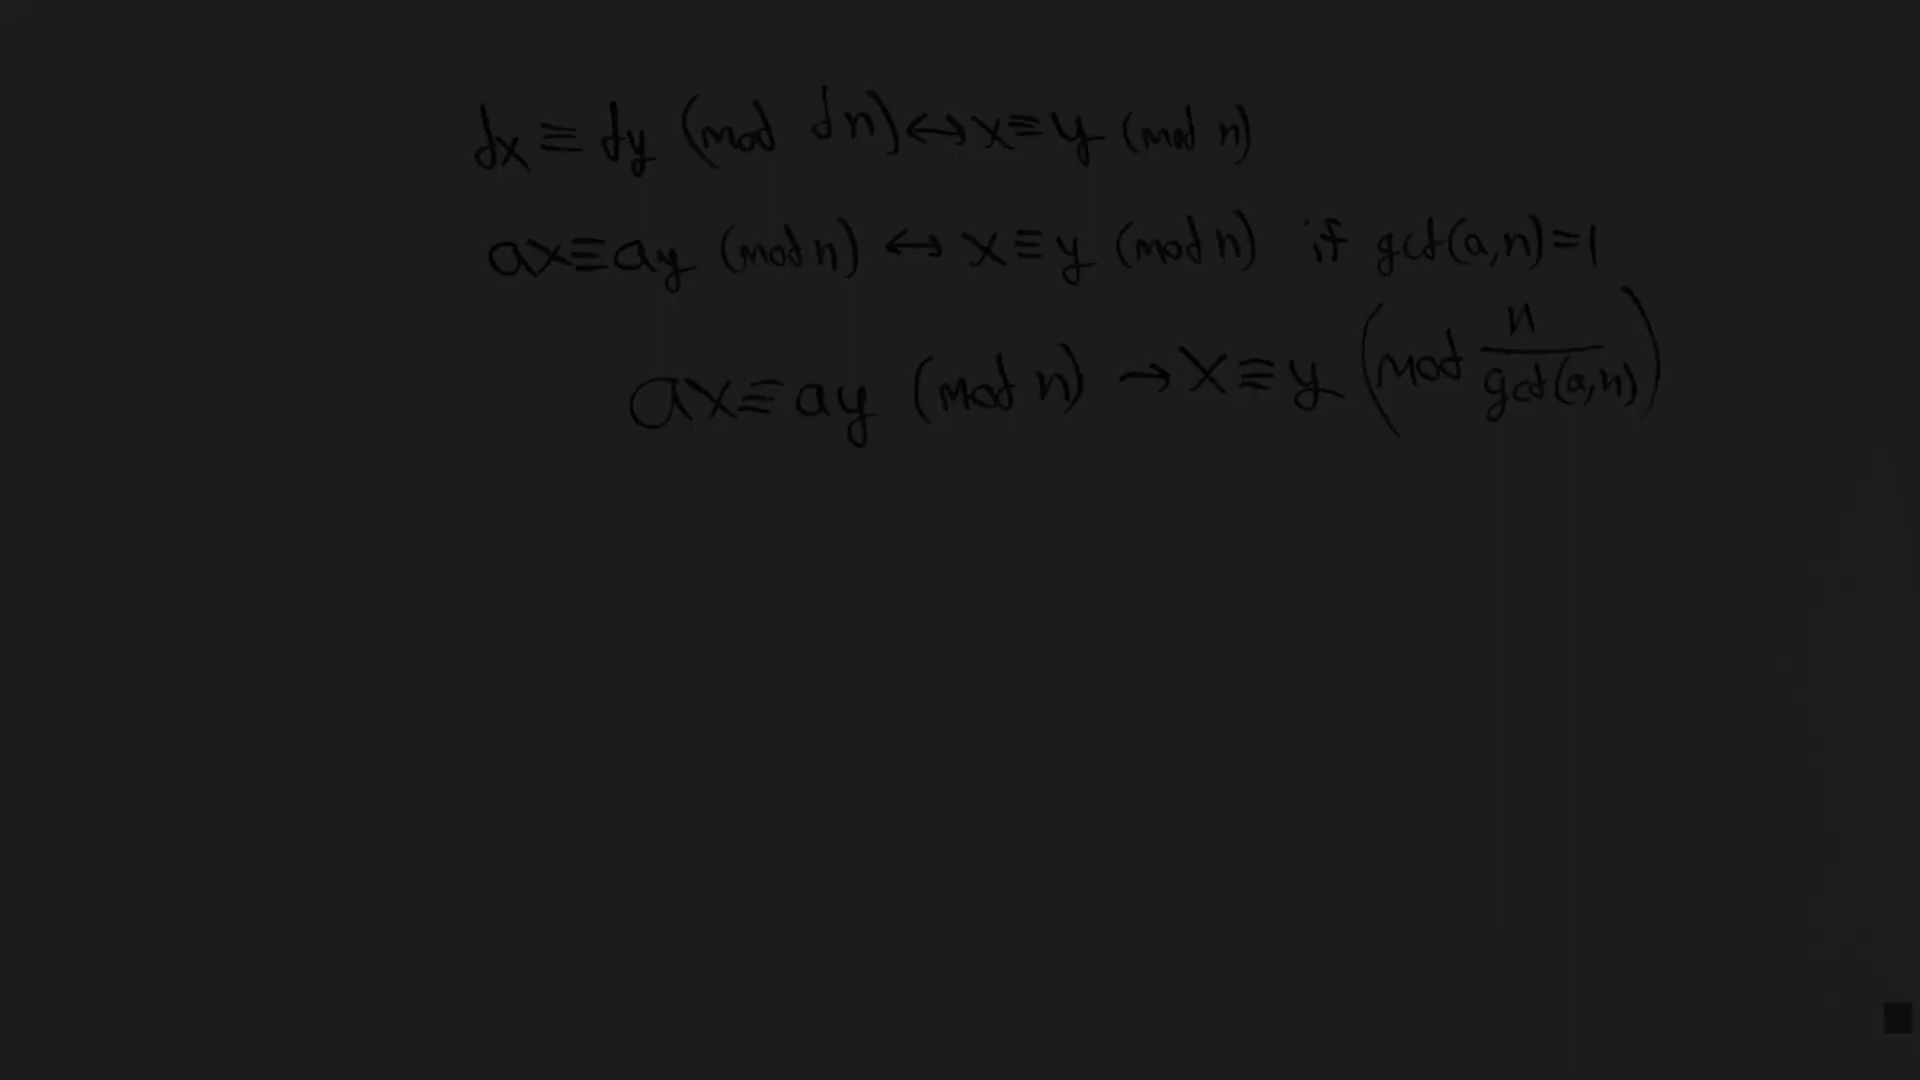 dx ≡ dy (mod dn) ↔ x ≡ y (mod n)
ax ≡ ay (mod n) ↔ x ≡ y (mod n) if gcd(a,n)=1
ax ≡ ay (mod n) → x ≡ y (mod n/gcd(a,n))